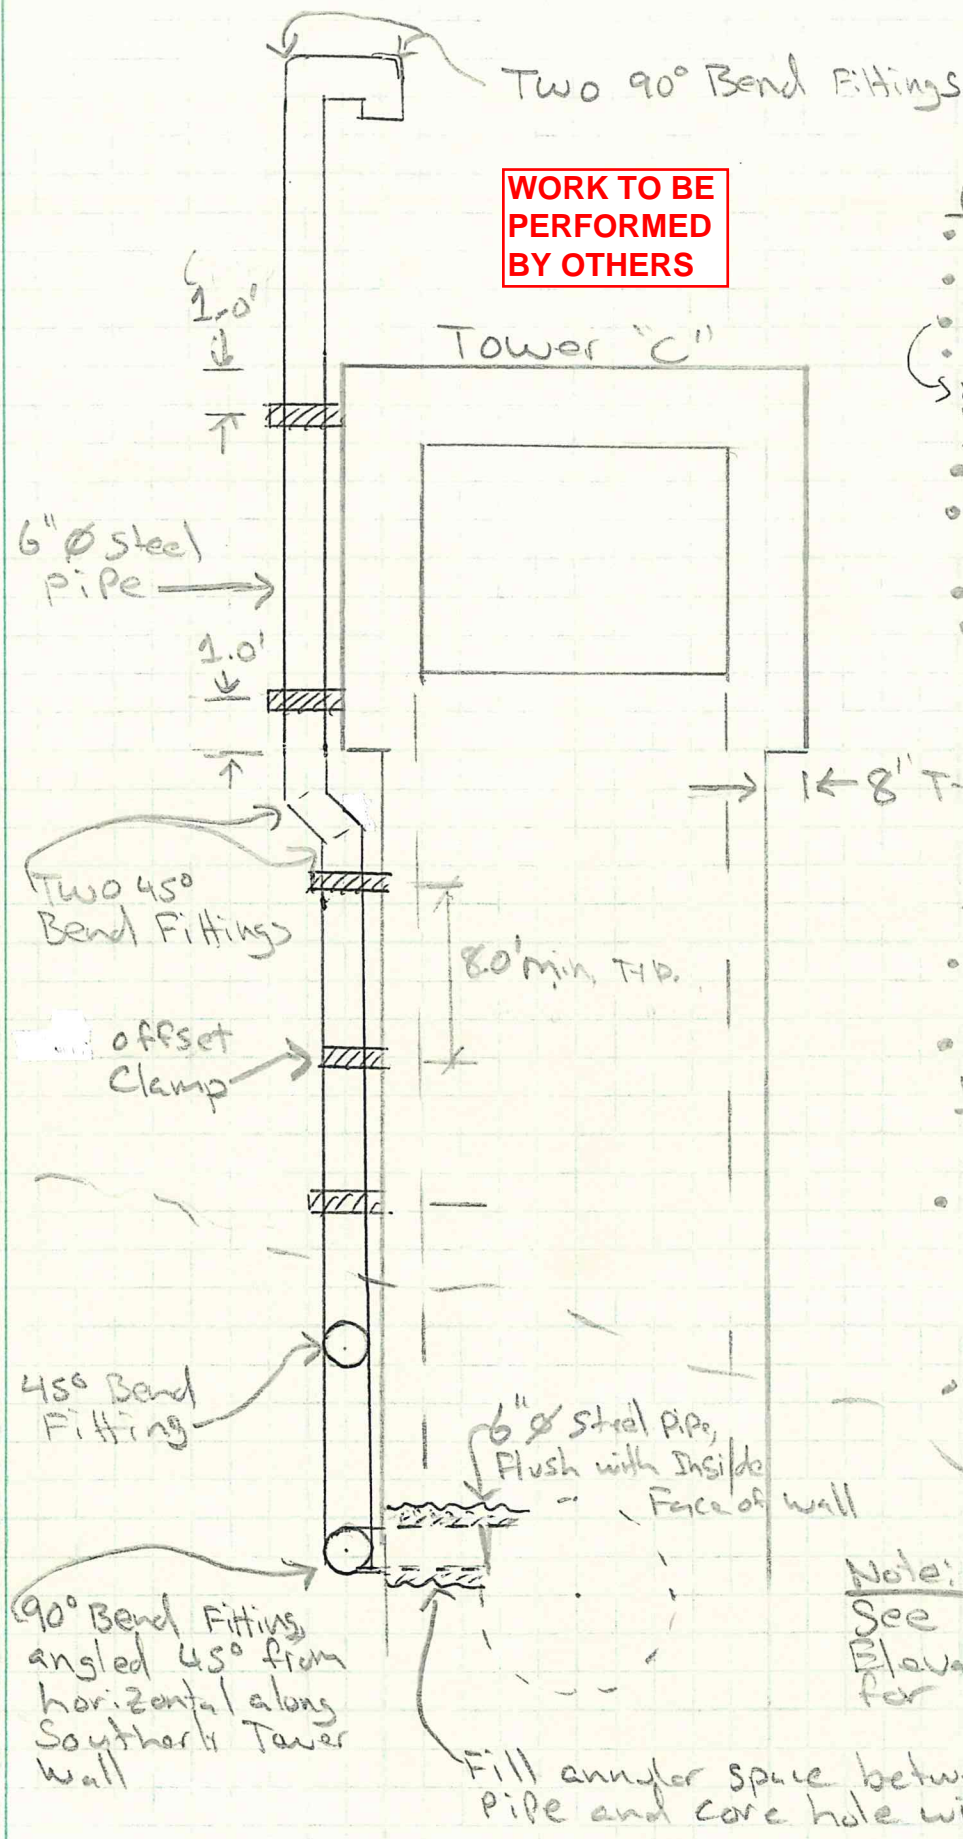 Two 90° Bend Fittings
WORK TO BE
PERFORMED
BY OTHERS
1.0'
Tower "C"
6" Ø Steel
Pipe
1.0'
8" T
Two 45°
Bend Fittings
8.0' min. TYP.
offset
Clamp
45° Bend
Fitting
6" Ø Steel Pipe,
Flush with Inside
Face of Wall
90° Bend Fitting,
angled 45° from
horizontal along
Southerly Tower
Wall
Note:
See
Eleva
for
Fill annular space betw
Pipe and core hole wi